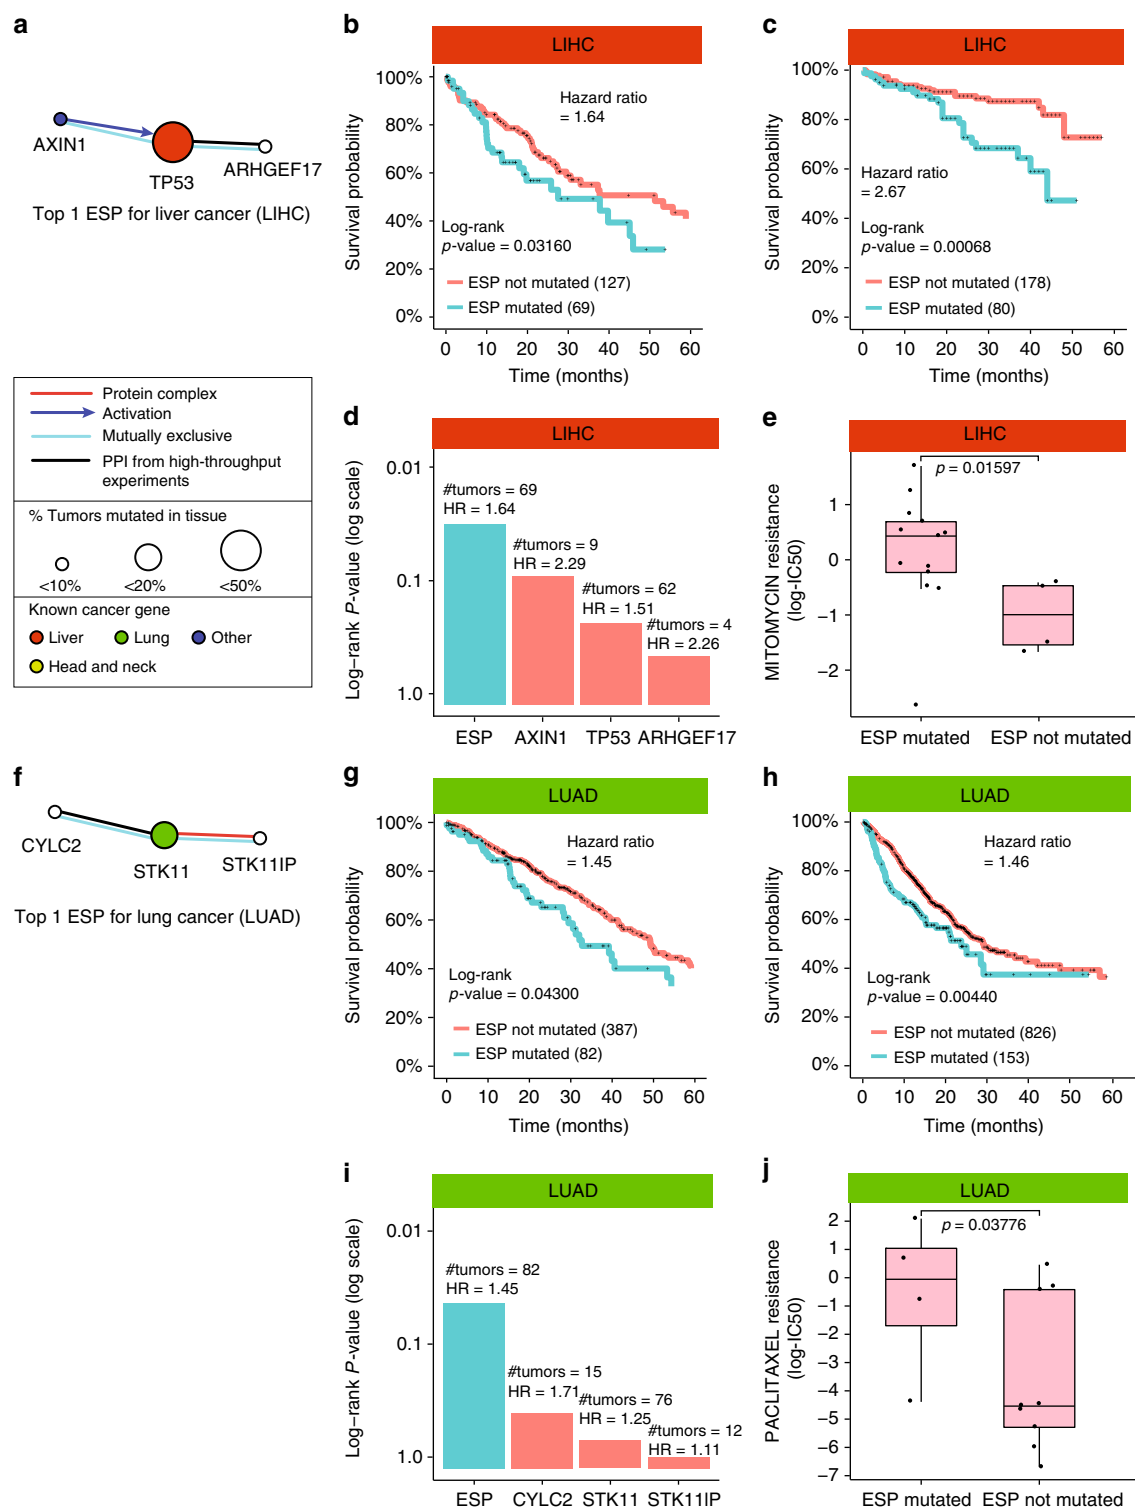 a
AXIN1
TP53
ARHGEF17
Top 1 ESP for liver cancer (LIHC)
Protein complex
Activation
Mutually exclusive
PPI from high-throughput
experiments
% Tumors mutated in tissue
<10%
<20%
<50%
Known cancer gene
Liver
Lung
Other
Head and neck
b
LIHC
Survival probability
100%
80%
60%
40%
20%
0%
Hazard ratio
= 1.64
Log-rank
p-value = 0.03160
ESP not mutated (127)
ESP mutated (69)
0 10 20 30 40 50 60
Time (months)
c
LIHC
Survival probability
100%
80%
60%
40%
20%
0%
Hazard ratio
= 2.67
Log-rank
p-value = 0.00068
ESP not mutated (178)
ESP mutated (80)
0 10 20 30 40 50 60
Time (months)
d
LIHC
Log–rank P-value (log scale)
0.01
0.1
1.0
#tumors = 69
HR = 1.64
#tumors = 9
HR = 2.29
#tumors = 62
HR = 1.51
#tumors = 4
HR = 2.26
ESP AXIN1 TP53 ARHGEF17
e
LIHC
MITOMYCIN resistance
(log-IC50)
p = 0.01597
1
0
−1
−2
ESP mutated ESP not mutated
f
CYLC2
STK11
STK11IP
Top 1 ESP for lung cancer (LUAD)
g
LUAD
Survival probability
100%
80%
60%
40%
20%
0%
Hazard ratio
= 1.45
Log-rank
p-value = 0.04300
ESP not mutated (387)
ESP mutated (82)
0 10 20 30 40 50 60
Time (months)
h
LUAD
Survival probability
100%
80%
60%
40%
20%
0%
Hazard ratio
= 1.46
Log-rank
p-value = 0.00440
ESP not mutated (826)
ESP mutated (153)
0 10 20 30 40 50 60
Time (months)
i
LUAD
Log–rank P-value (log scale)
0.01
0.1
1.0
#tumors = 82
HR = 1.45
#tumors = 15
HR = 1.71
#tumors = 76
HR = 1.25
#tumors = 12
HR = 1.11
ESP CYLC2 STK11 STK11IP
j
LUAD
PACLITAXEL resistance
(log-IC50)
p = 0.03776
2
1
0
−1
−2
−3
−4
−5
−6
−7
ESP mutated ESP not mutated